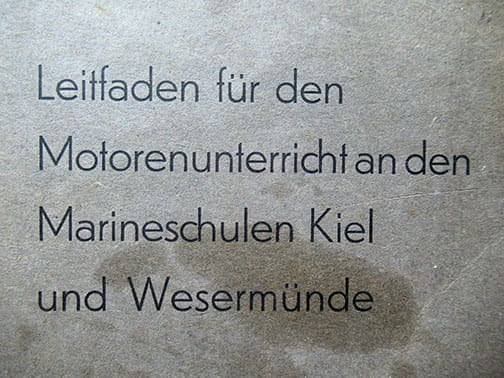 Leitfaden für den
Motorenunterricht an den
Marineschulen Kiel
und Wesermünde